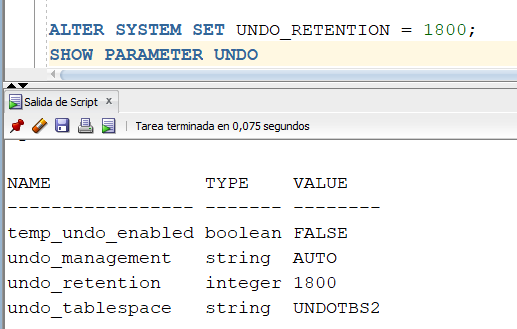 ALTER SYSTEM SET UNDO_RETENTION = 1800;
SHOW PARAMETER UNDO
Salida de Script x
Tarea terminada en 0,075 segundos
NAME TYPE VALUE
----------------- ------- --------
temp_undo_enabled boolean FALSE
undo_management string AUTO
undo_retention integer 1800
undo_tablespace string UNDOTBS2